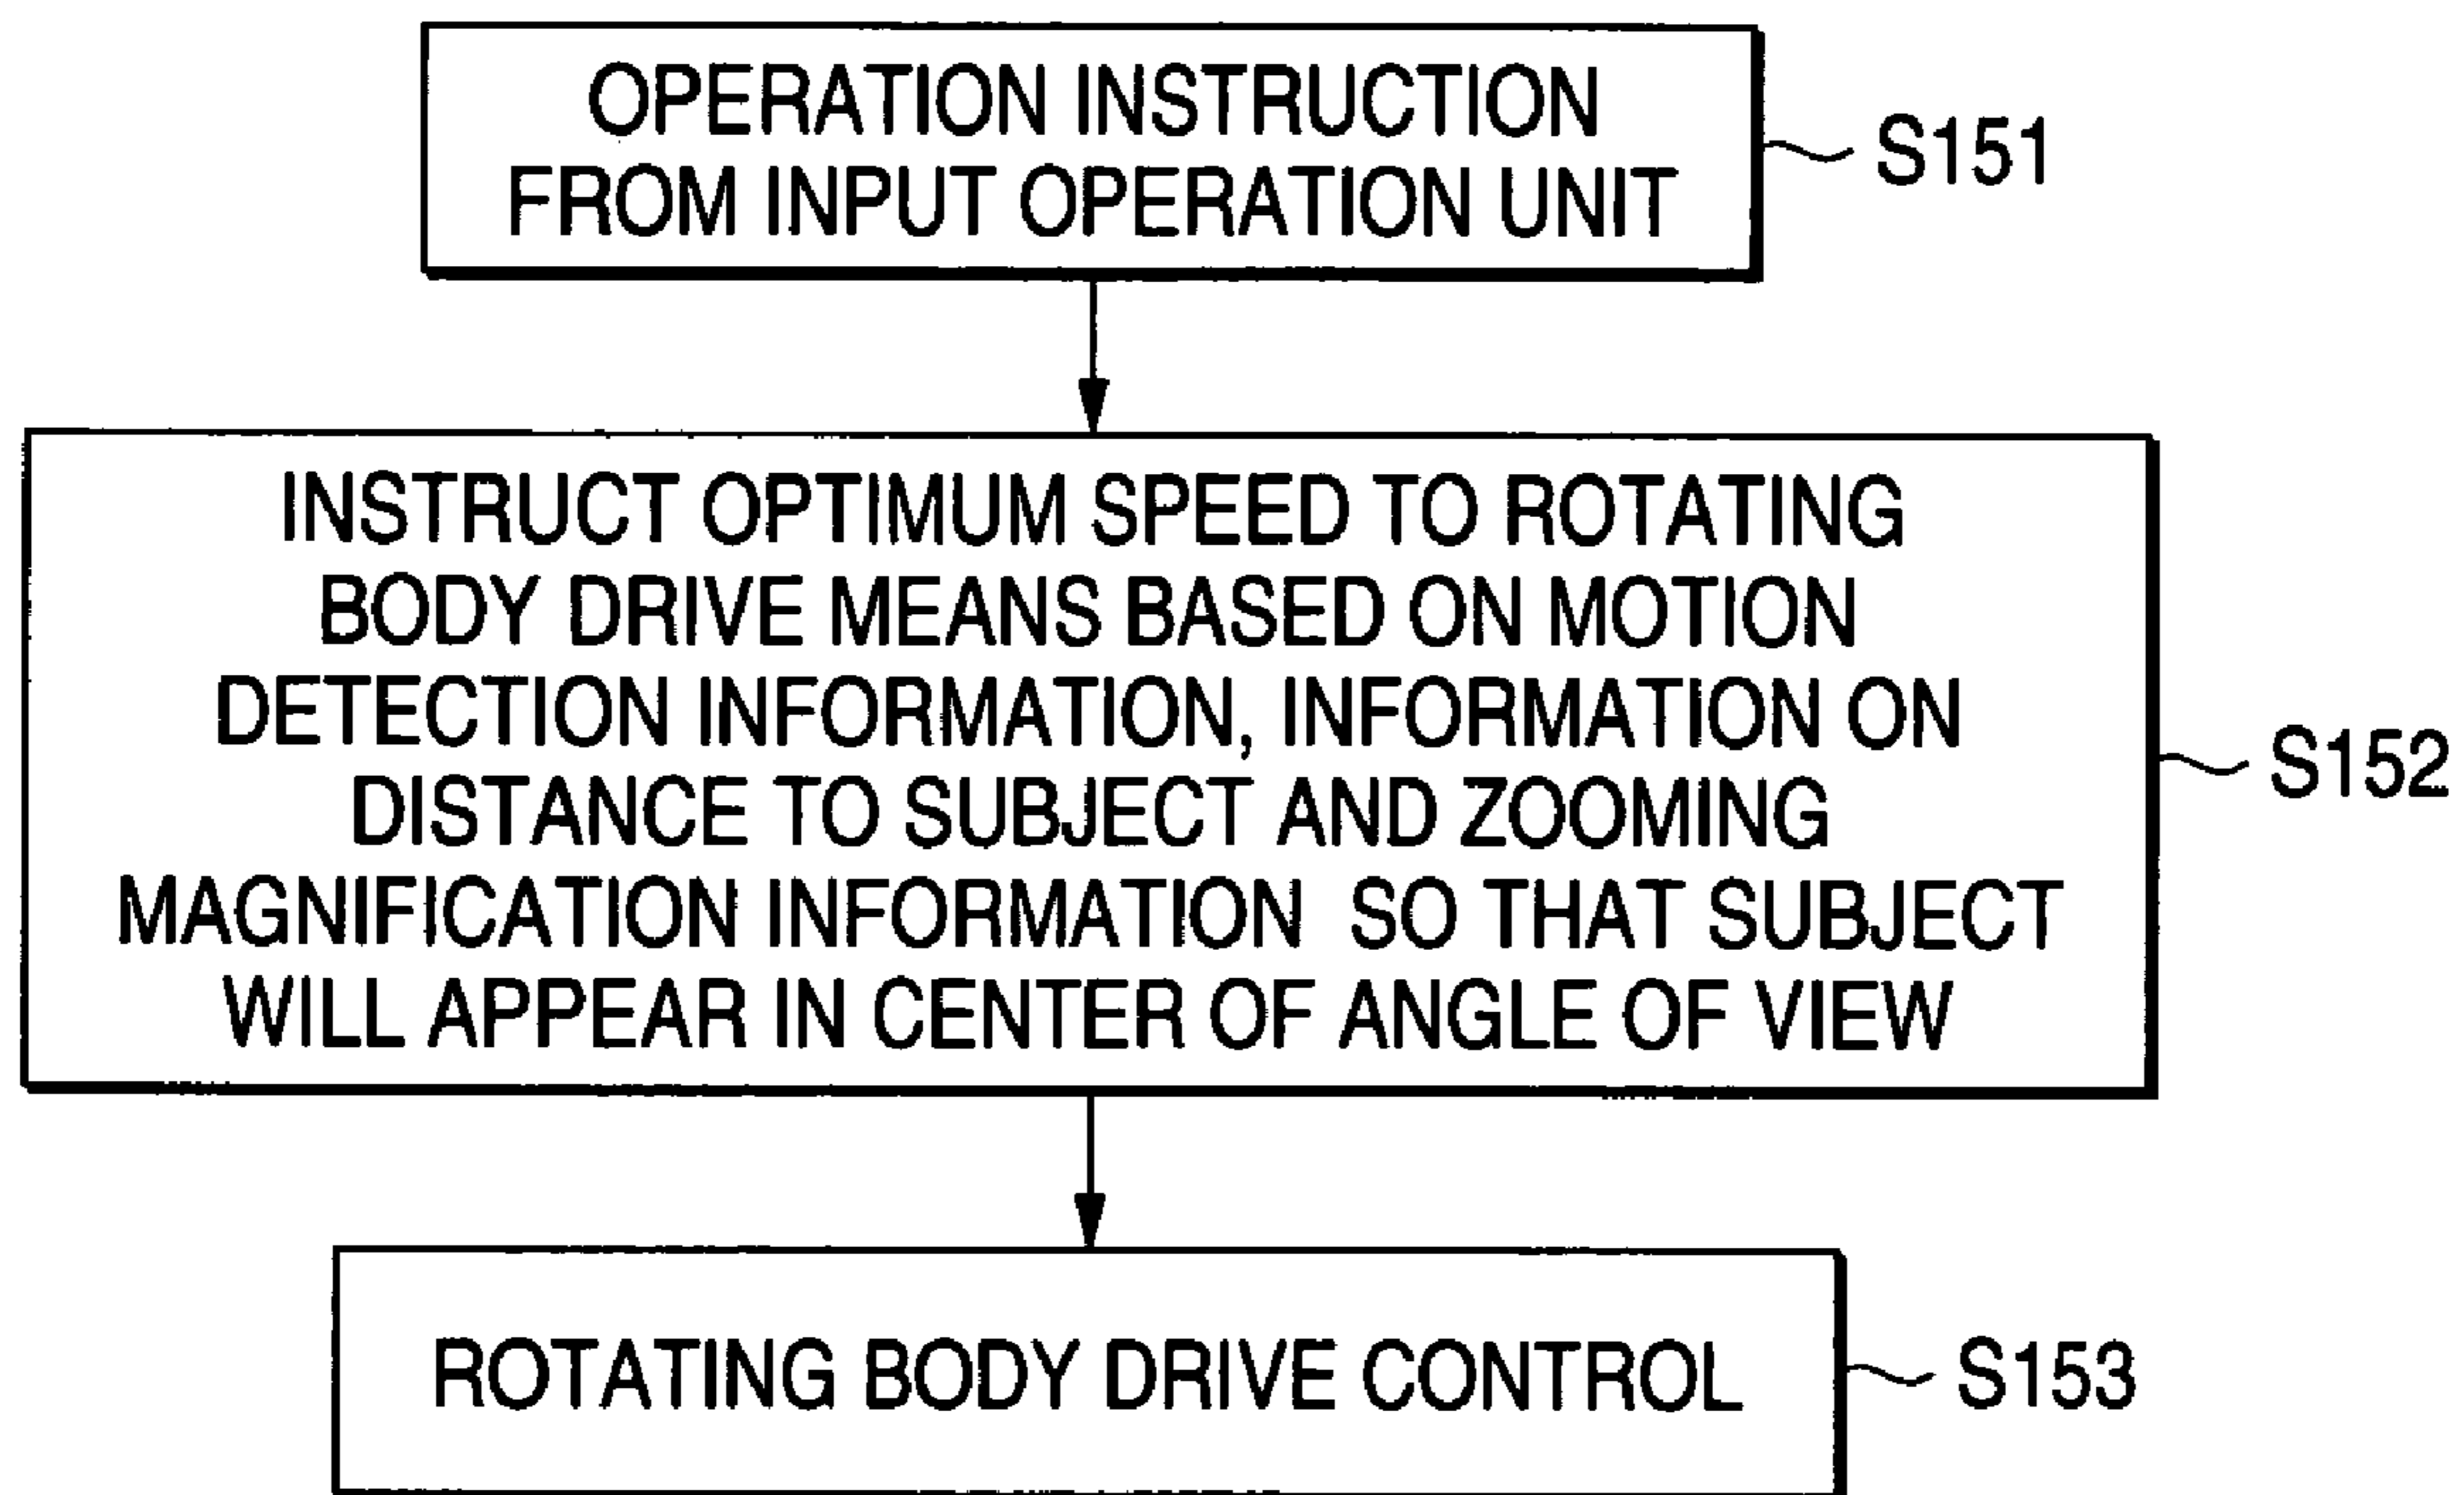 OPERATION INSTRUCTION
FROM INPUT OPERATION UNIT
S151
INSTRUCT OPTIMUM SPEED TO ROTATING
BODY DRIVE MEANS BASED ON MOTION
DETECTION INFORMATION, INFORMATION ON
DISTANCE TO SUBJECT AND ZOOMING
MAGNIFICATION INFORMATION SO THAT SUBJECT
WILL APPEAR IN CENTER OF ANGLE OF VIEW
S152
ROTATING BODY DRIVE CONTROL
S153